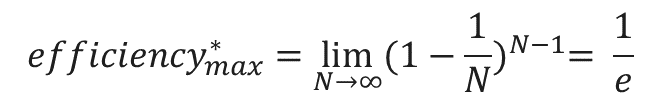 efficiency*max = lim N→∞ (1 − 1/N)^N−1 = 1/e